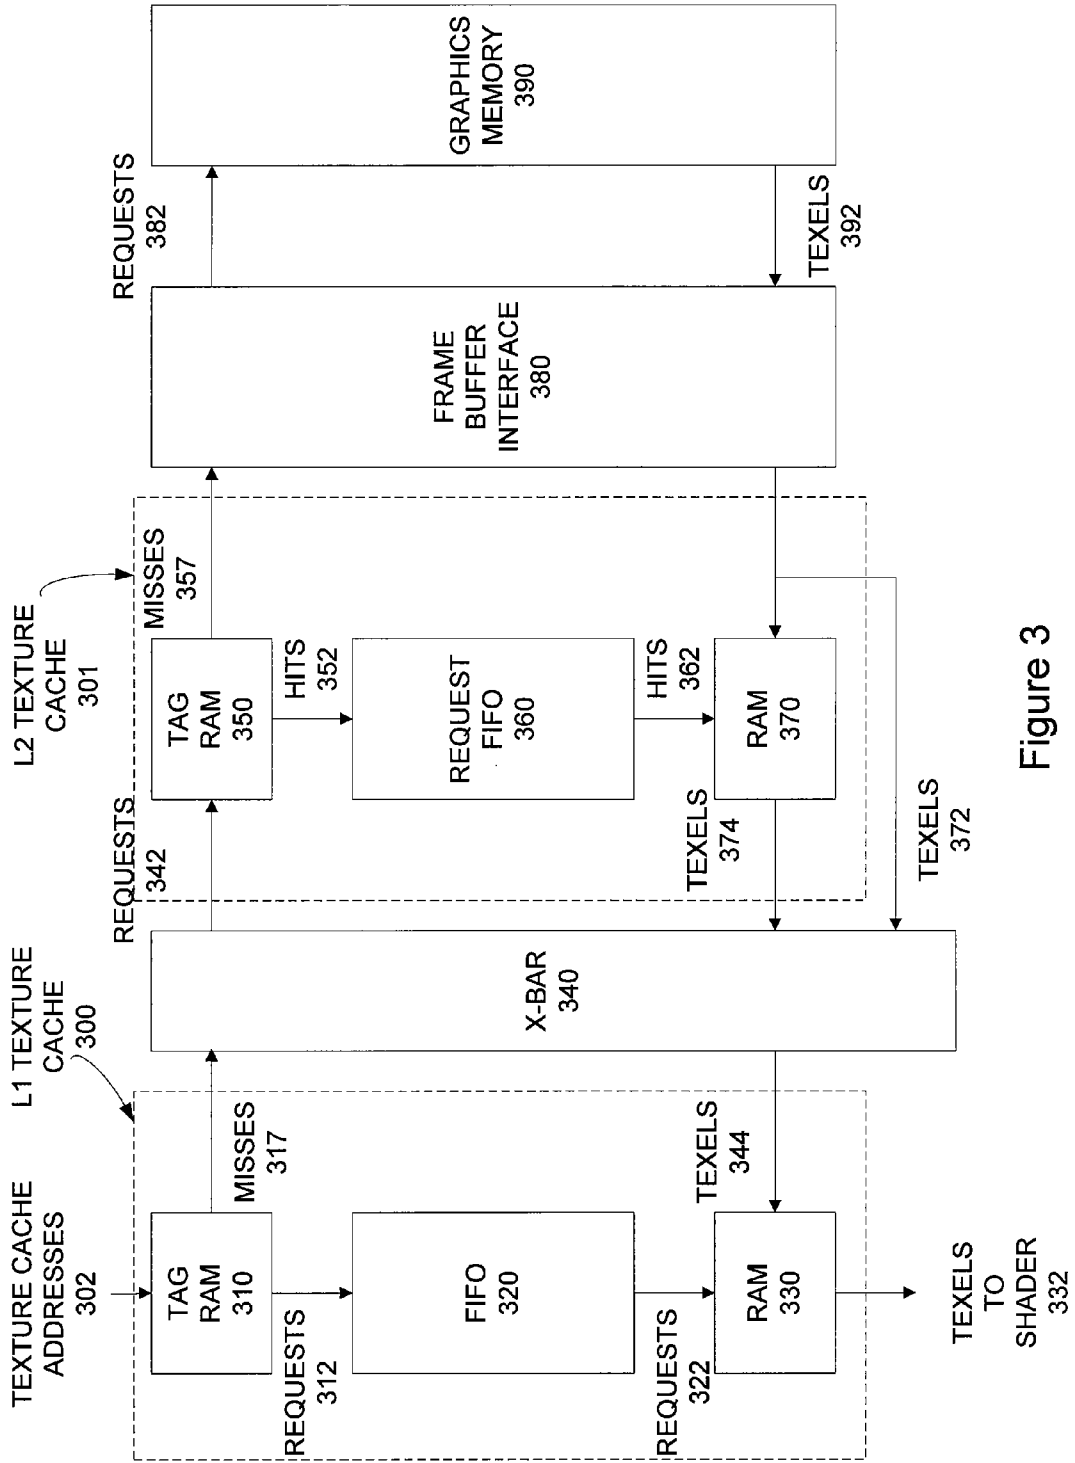 TEXTURE CACHE
ADDRESSES
302
L1 TEXTURE
CACHE
300
L2 TEXTURE
CACHE
301
TAG
RAM
310
MISSES
317
REQUESTS
312
FIFO
320
REQUESTS
322
RAM
330
TEXELS
344
TEXELS
TO
SHADER
332
X-BAR
340
REQUESTS
342
TAG
RAM
350
MISSES
357
HITS
352
REQUEST
FIFO
360
HITS
362
RAM
370
TEXELS
374
TEXELS
372
FRAME
BUFFER
INTERFACE
380
REQUESTS
382
TEXELS
392
GRAPHICS
MEMORY
390
Figure 3